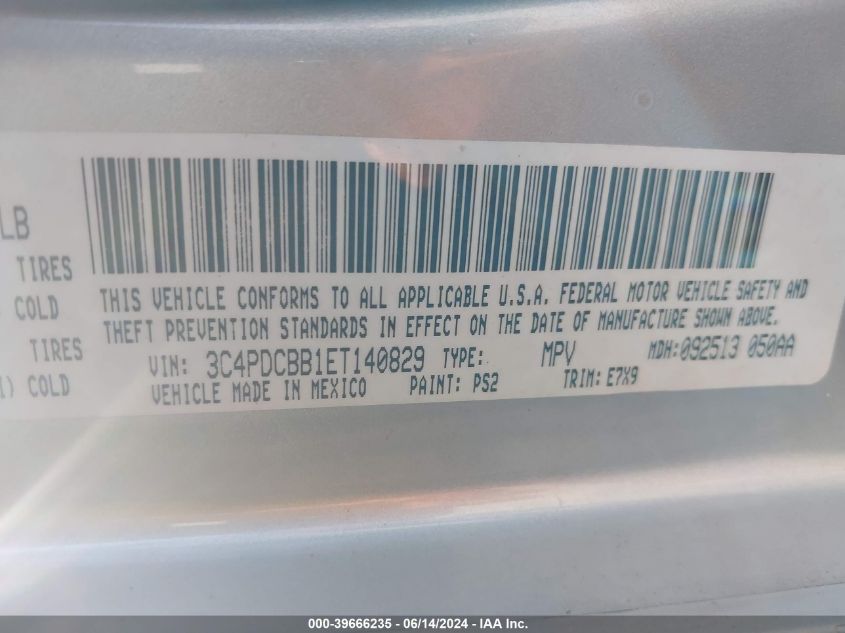 LB
TIRES
COLD
TIRES
) COLD
THIS VEHICLE CONFORMS TO ALL APPLICABLE U.S.A. FEDERAL MOTOR VEHICLE SAFETY AND
THEFT PREVENTION STANDARDS IN EFFECT ON THE DATE OF MANUFACTURE SHOWN ABOVE.
VIN: 3C4PDCBB1ET140829 TYPE: MPV MDH:092513 050AA
VEHICLE MADE IN MEXICO PAINT: PS2 TRIM: E7X9
000-39666235 - 06/14/2024 - IAA Inc.